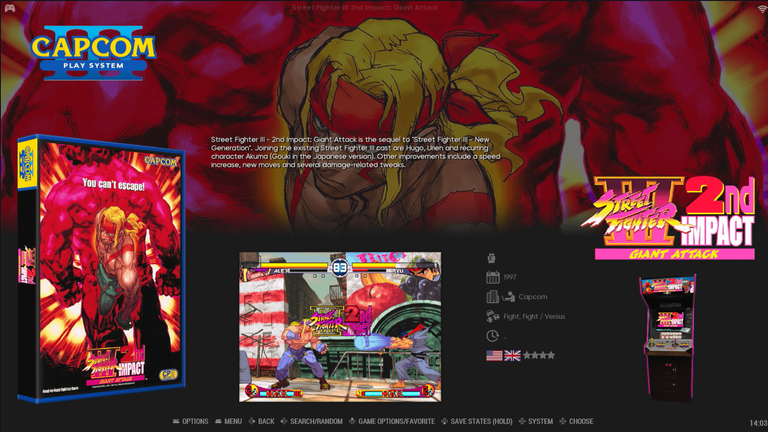 Street Fighter III 2nd Impact: Giant Attack
CAPCOM
PLAY SYSTEM
III
Street Fighter III - 2nd Impact: Giant Attack is the sequel to "Street Fighter III - New
Generation". Joining the existing Street Fighter III cast are Hugo, Urien and recurring
character Akuma (Gouki in the Japanese version). Other improvements include a speed
increase, new moves and several damage-related tweaks.
CAPCOM
You can't escape!
STREET FIGHTER III 2nd IMPACT
GIANT ATTACK
STREET FIGHTER III 2nd IMPACT
GIANT ATTACK
83
ALEX
RYU
1997
Capcom
Fight, Fight / Versus
OPTIONS MENU BACK SEARCH/RANDOM GAME OPTIONS/FAVORITE SAVE STATES (HOLD) SYSTEM CHOOSE
14:03